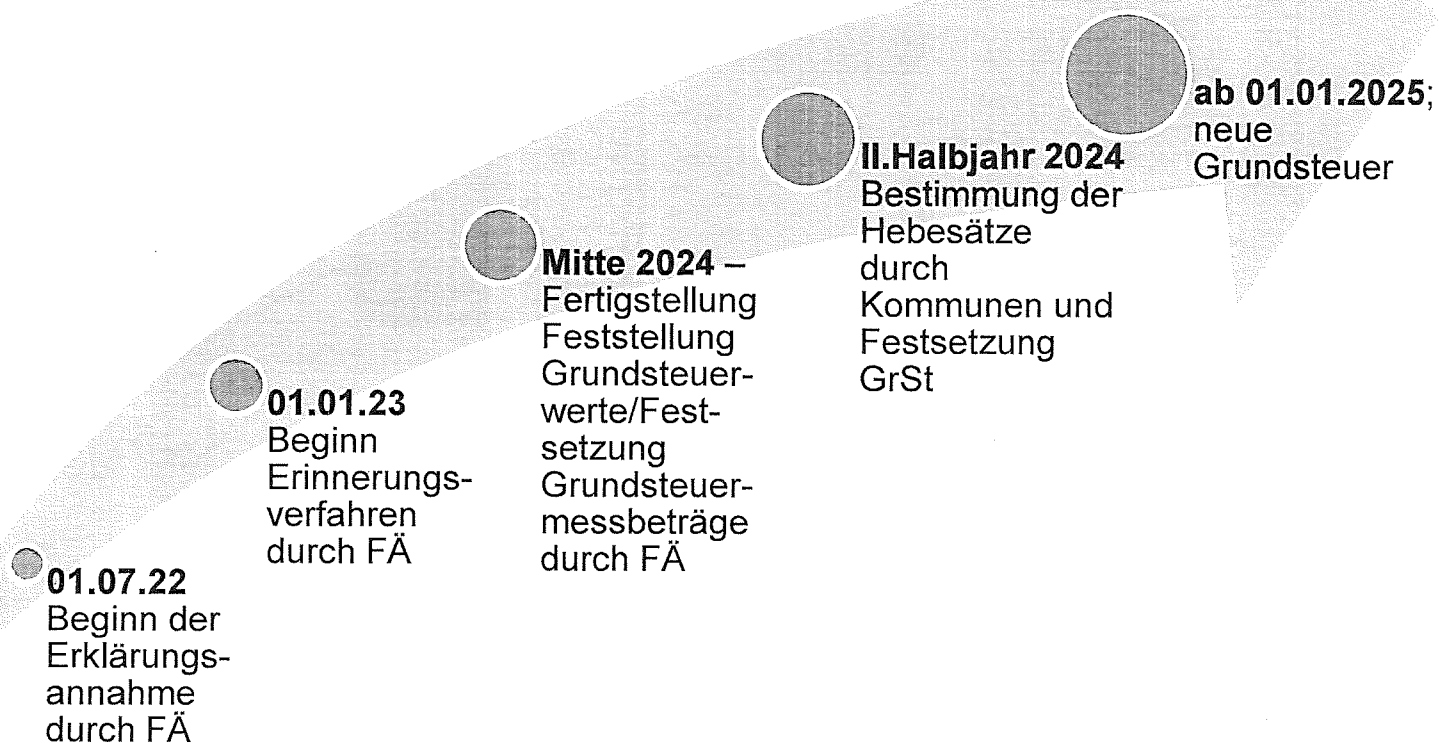 01.07.22
Beginn der
Erklärungs-
annahme
durch FÄ
01.01.23
Beginn
Erinnerungs-
verfahren
durch FÄ
Mitte 2024 –
Fertigstellung
Feststellung
Grundsteuer-
werte/Fest-
setzung
Grundsteuer-
messbeträge
durch FÄ
II.Halbjahr 2024
Bestimmung der
Hebesätze
durch
Kommunen und
Festsetzung
GrSt
ab 01.01.2025;
neue
Grundsteuer